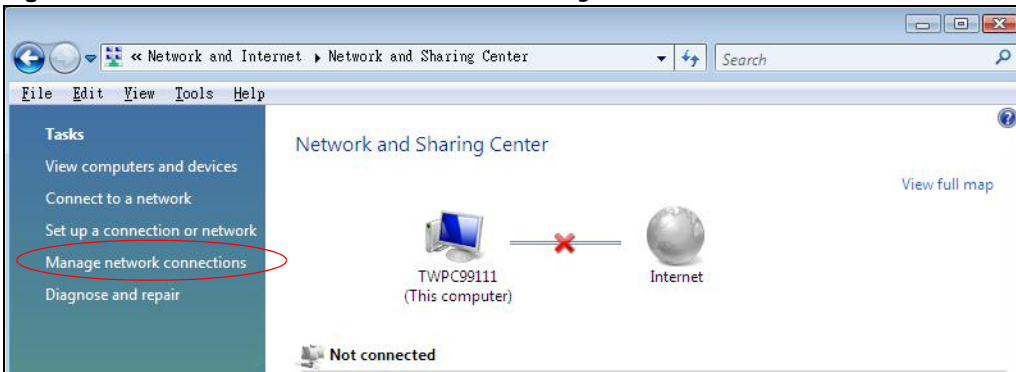 « Network and Internet ▸ Network and Sharing Center
Search
File Edit View Tools Help
Tasks
View computers and devices
Connect to a network
Set up a connection or network
Manage network connections
Diagnose and repair
Network and Sharing Center
View full map
TWPC99111
(This computer)
Internet
Not connected